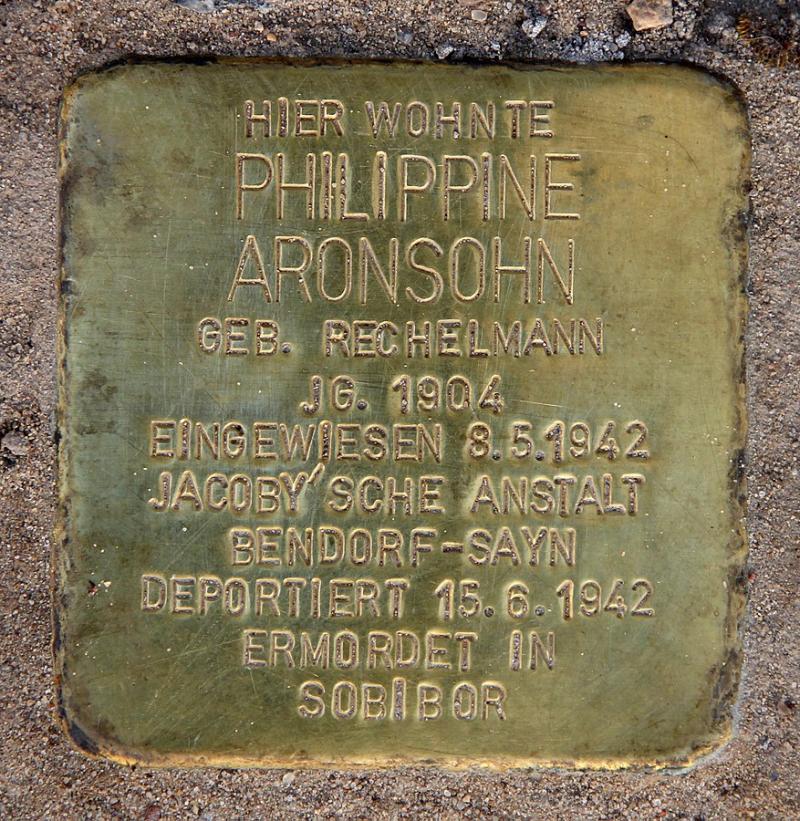 HIER WOHNTE
PHILIPPINE
ARONSOHN
GEB. RECHELMANN
JG. 1904
EINGEWIESEN 8.5.1942
JACOBY'SCHE ANSTALT
BENDORF-SAYN
DEPORTIERT 15.6.1942
ERMORDET IN
SOBIBOR